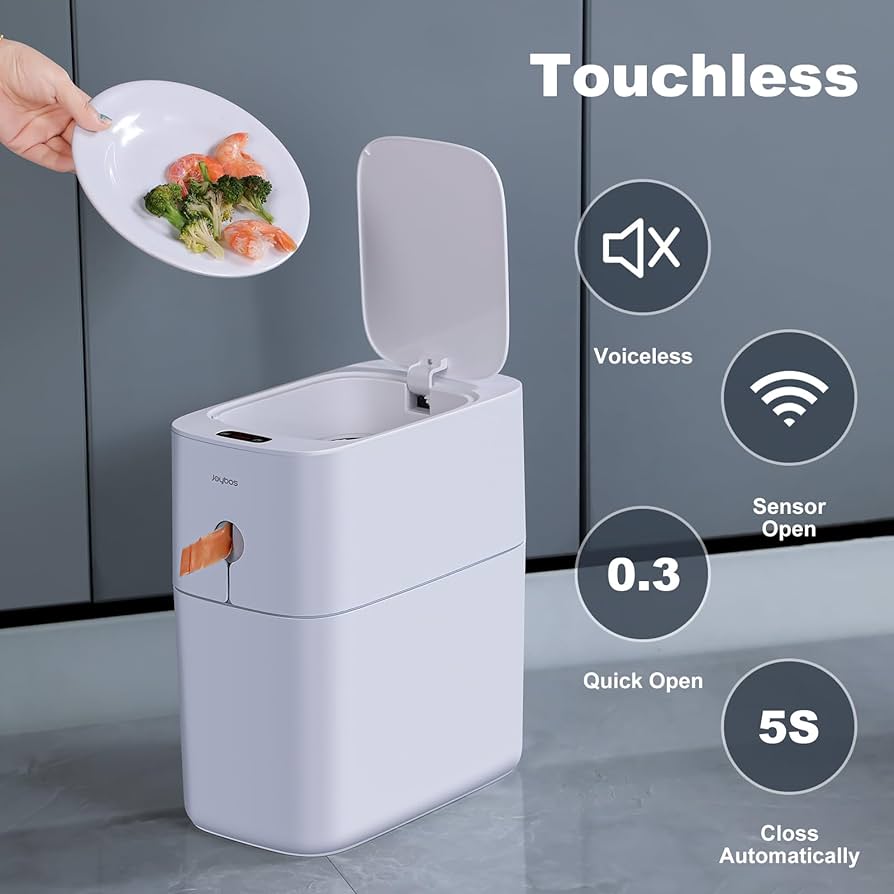 Touchless
Voiceless
Sensor
Open
Joybos
0.3
Quick Open
5S
Closs
Automatically